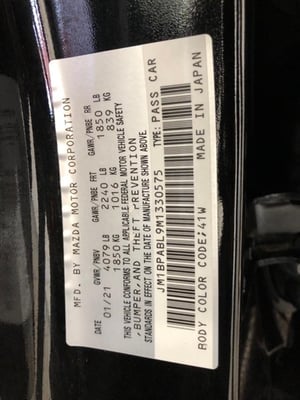 MFD. BY MAZDA MOTOR CORPORATION
DATE GVWR/PNBV GAWR/PNBE FRT GAWR/PNBE RR
01/21 4079 LB 2240 LB 1850 LB
1850 KG 1016 KG 839 KG
THIS VEHICLE CONFORMS TO ALL APPLICABLE FEDERAL MOTOR VEHICLE SAFETY
,BUMPER,AND THEFT PREVENTION
STANDARDS IN EFFECT ON THE DATE OF MANUFACTURE SHOWN ABOVE.
JM1BPABL9M1330575 TYPE: PASS CAR
BODY COLOR CODE:41W MADE IN JAPAN